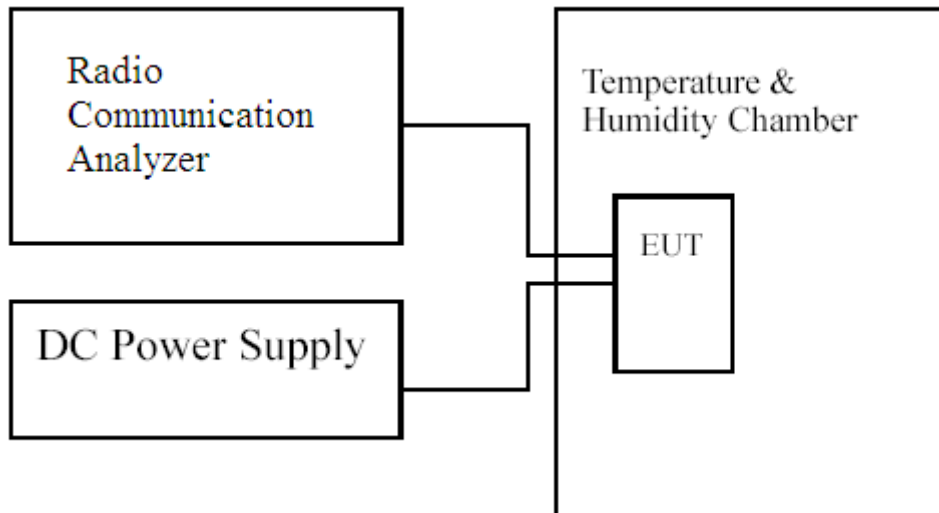 Radio
Communication
Analyzer
Temperature &
Humidity Chamber
EUT
DC Power Supply